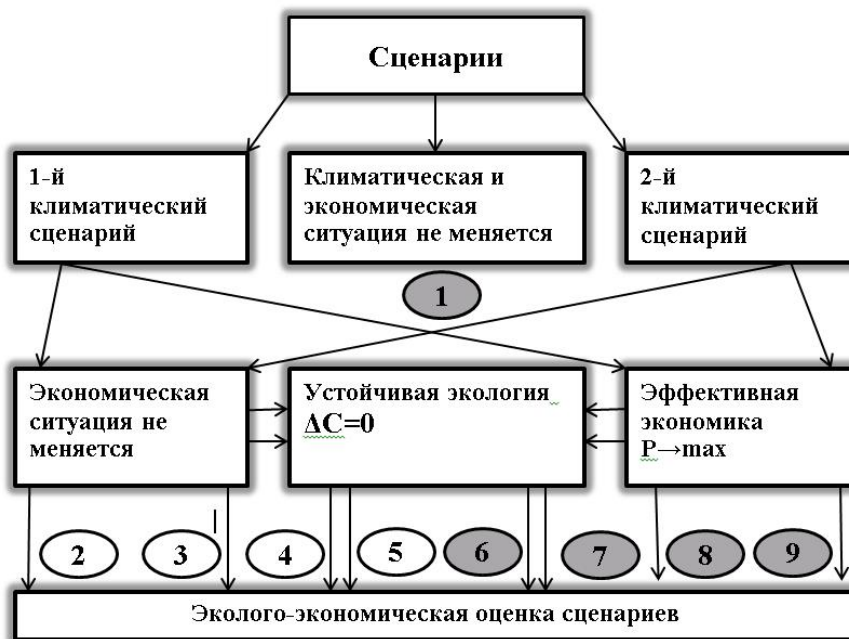 Сценарии
1-й
климатический
сценарий
Климатическая и
экономическая
ситуация не меняется
2-й
климатический
сценарий
1
Экономическая
ситуация не
меняется
Устойчивая экология
ΔC=0
Эффективная
экономика
P→max
2
3
4
5
6
7
8
9
Эколого-экономическая оценка сценариев